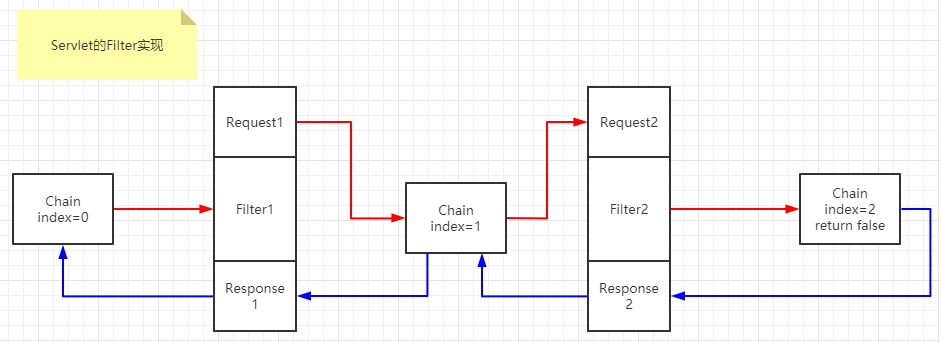 Servlet的Filter实现
Chain
index=0
Request1
Filter1
Response
1
Chain
index=1
Request2
Filter2
Response
2
Chain
index=2
return false